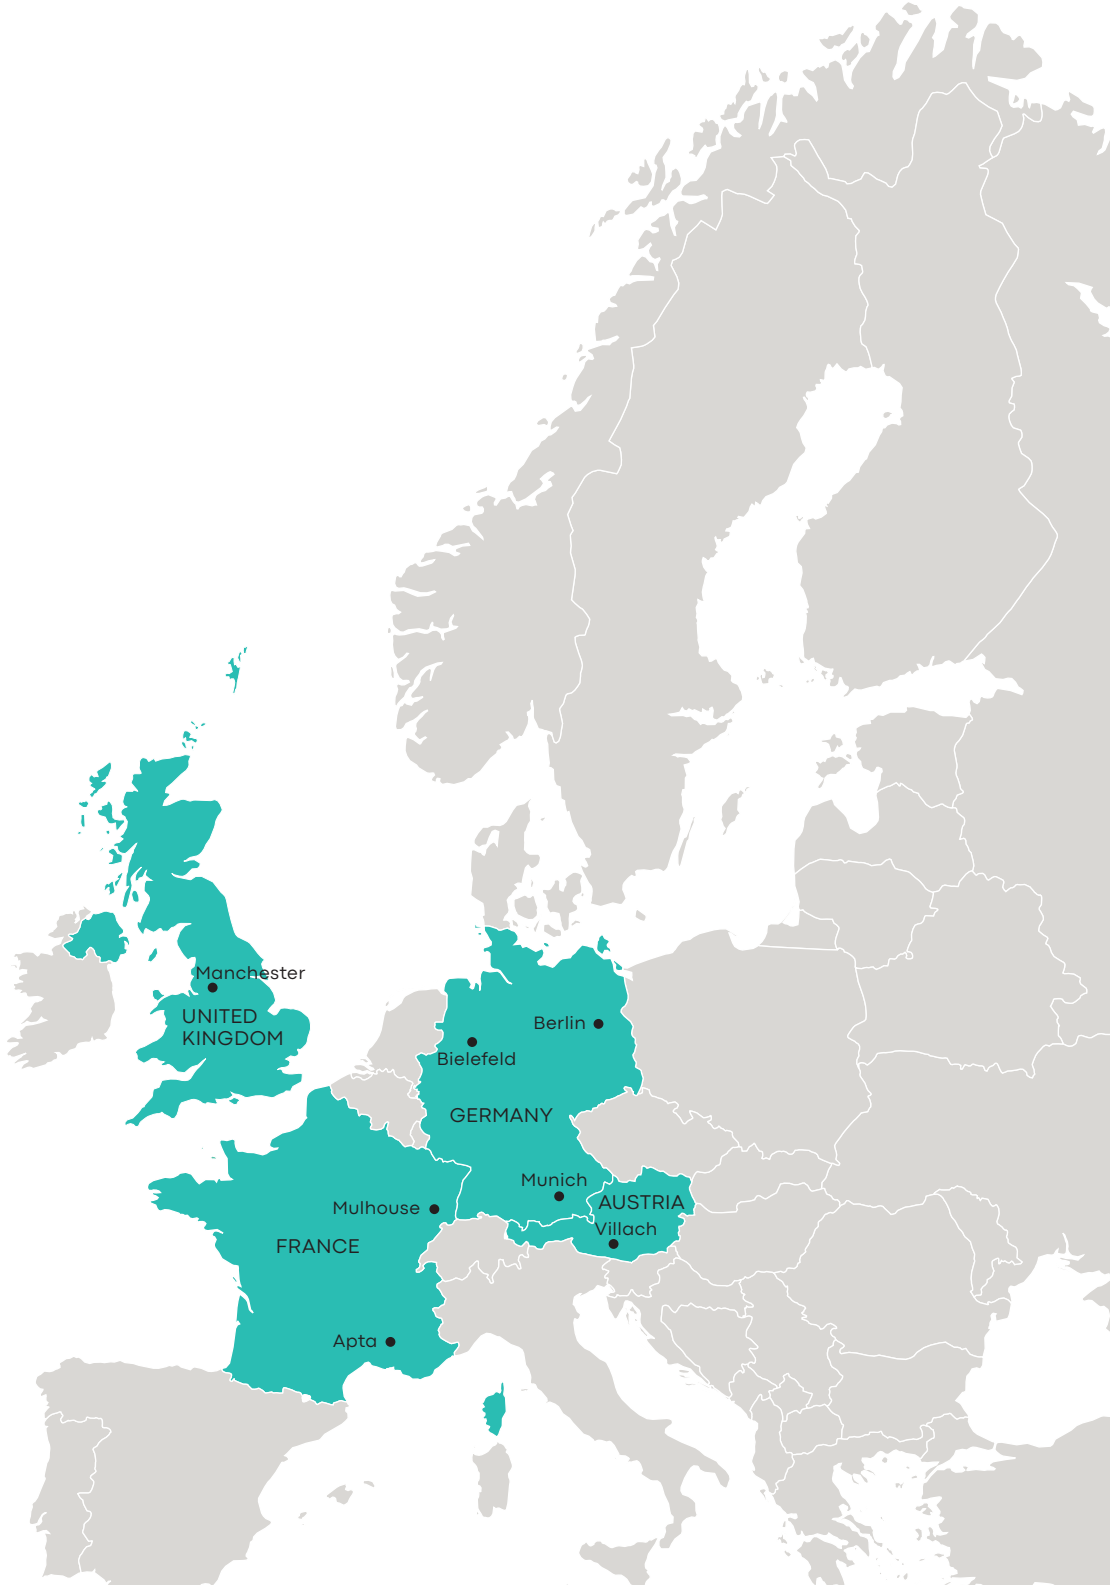 Manchester
UNITED
KINGDOM
Berlin
Bielefeld
GERMANY
Munich
AUSTRIA
Mulhouse
Villach
FRANCE
Apta